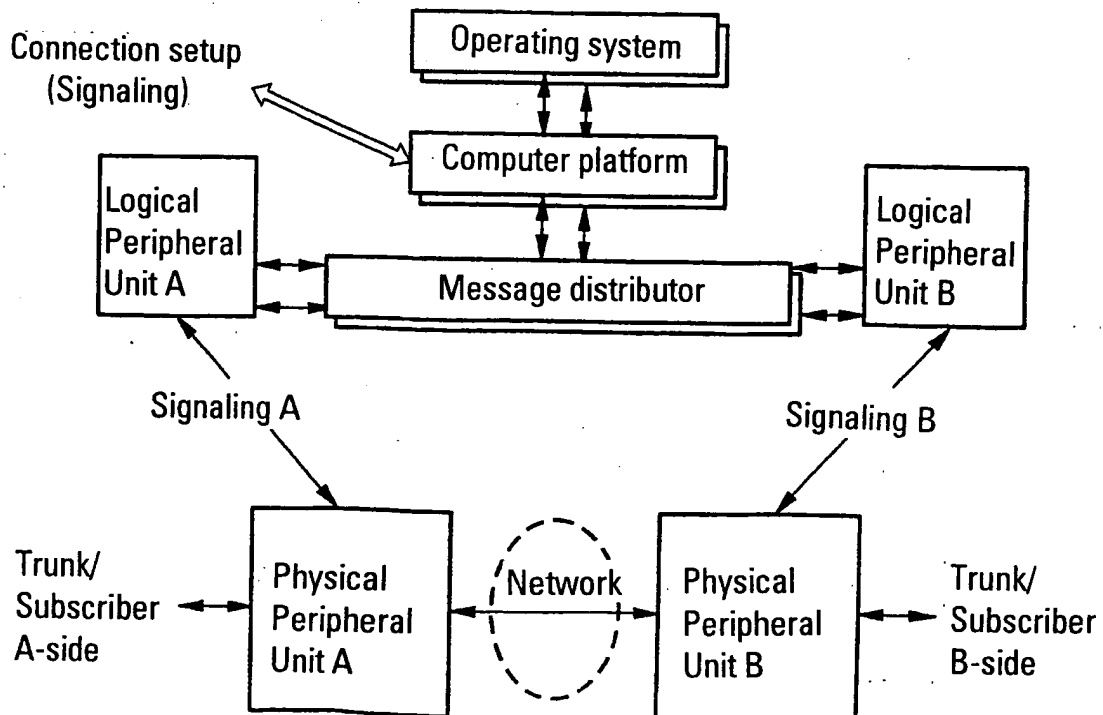 Operating system
Connection setup
(Signaling)
Computer platform
Logical
Peripheral
Unit A
Logical
Peripheral
Unit B
Message distributor
Signaling A
Signaling B
Trunk/
Subscriber
A-side
Physical
Peripheral
Unit A
Network
Physical
Peripheral
Unit B
Trunk/
Subscriber
B-side